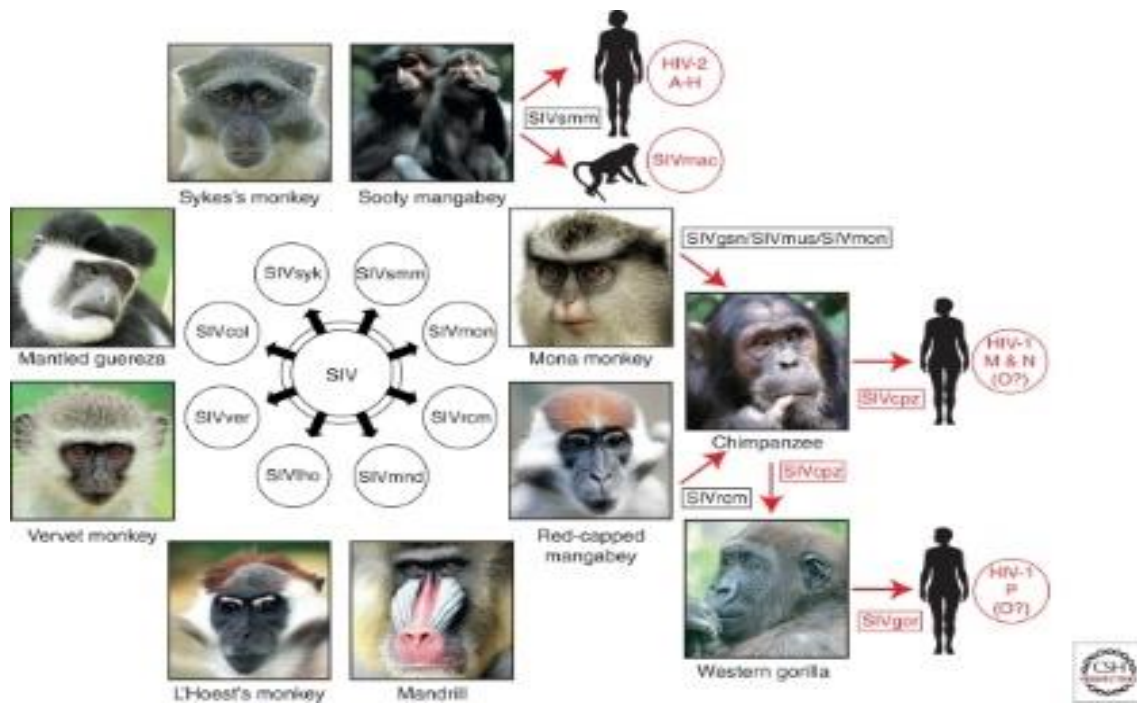 HIV-2
A-H
SIVsmm
SIVmac
Sykes's monkey
Sooty mangabey
SIVgsn/SIVmus/SIVmon
SIVsyk
SIVsmm
SIVcol
SIVmon
Mantled guereza
Mona monkey
SIV
HIV-1
M & N
(O?)
SIVcpz
SIVver
SIVrcm
Chimpanzee
SIVlho
SIVmnd
SIVcpz
SIVrcm
Vervet monkey
Red-capped
mangabey
HIV-1
P
(O?)
SIVgor
L'Hoest's monkey
Mandrill
Western gorilla
CSH